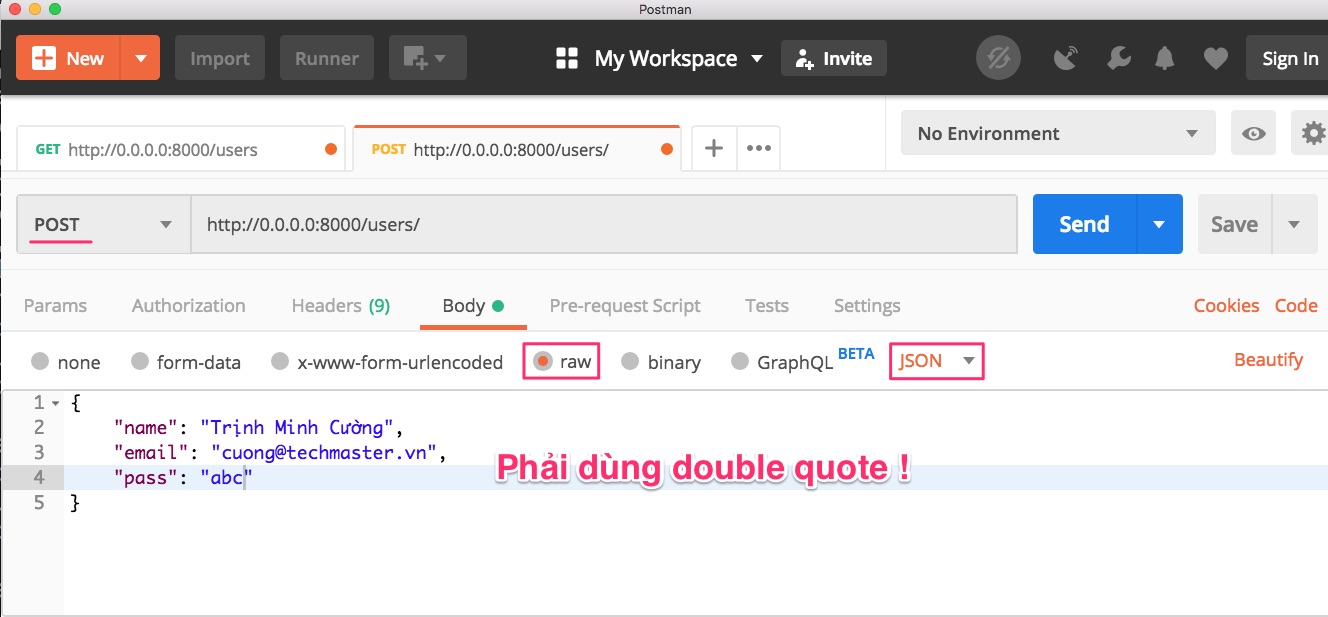 Postman
New Import Runner My Workspace Invite Sign In
GET http://0.0.0.0:8000/users POST http://0.0.0.0:8000/users/ No Environment
POST http://0.0.0.0:8000/users/ Send Save
Params Authorization Headers (9) Body Pre-request Script Tests Settings Cookies Code
none form-data x-www-form-urlencoded raw binary GraphQL BETA JSON Beautify
1 {
2 "name": "Trịnh Minh Cường",
3 "email": "cuong@techmaster.vn",
4 "pass": "abc"
Phải dùng double quote !
5 }